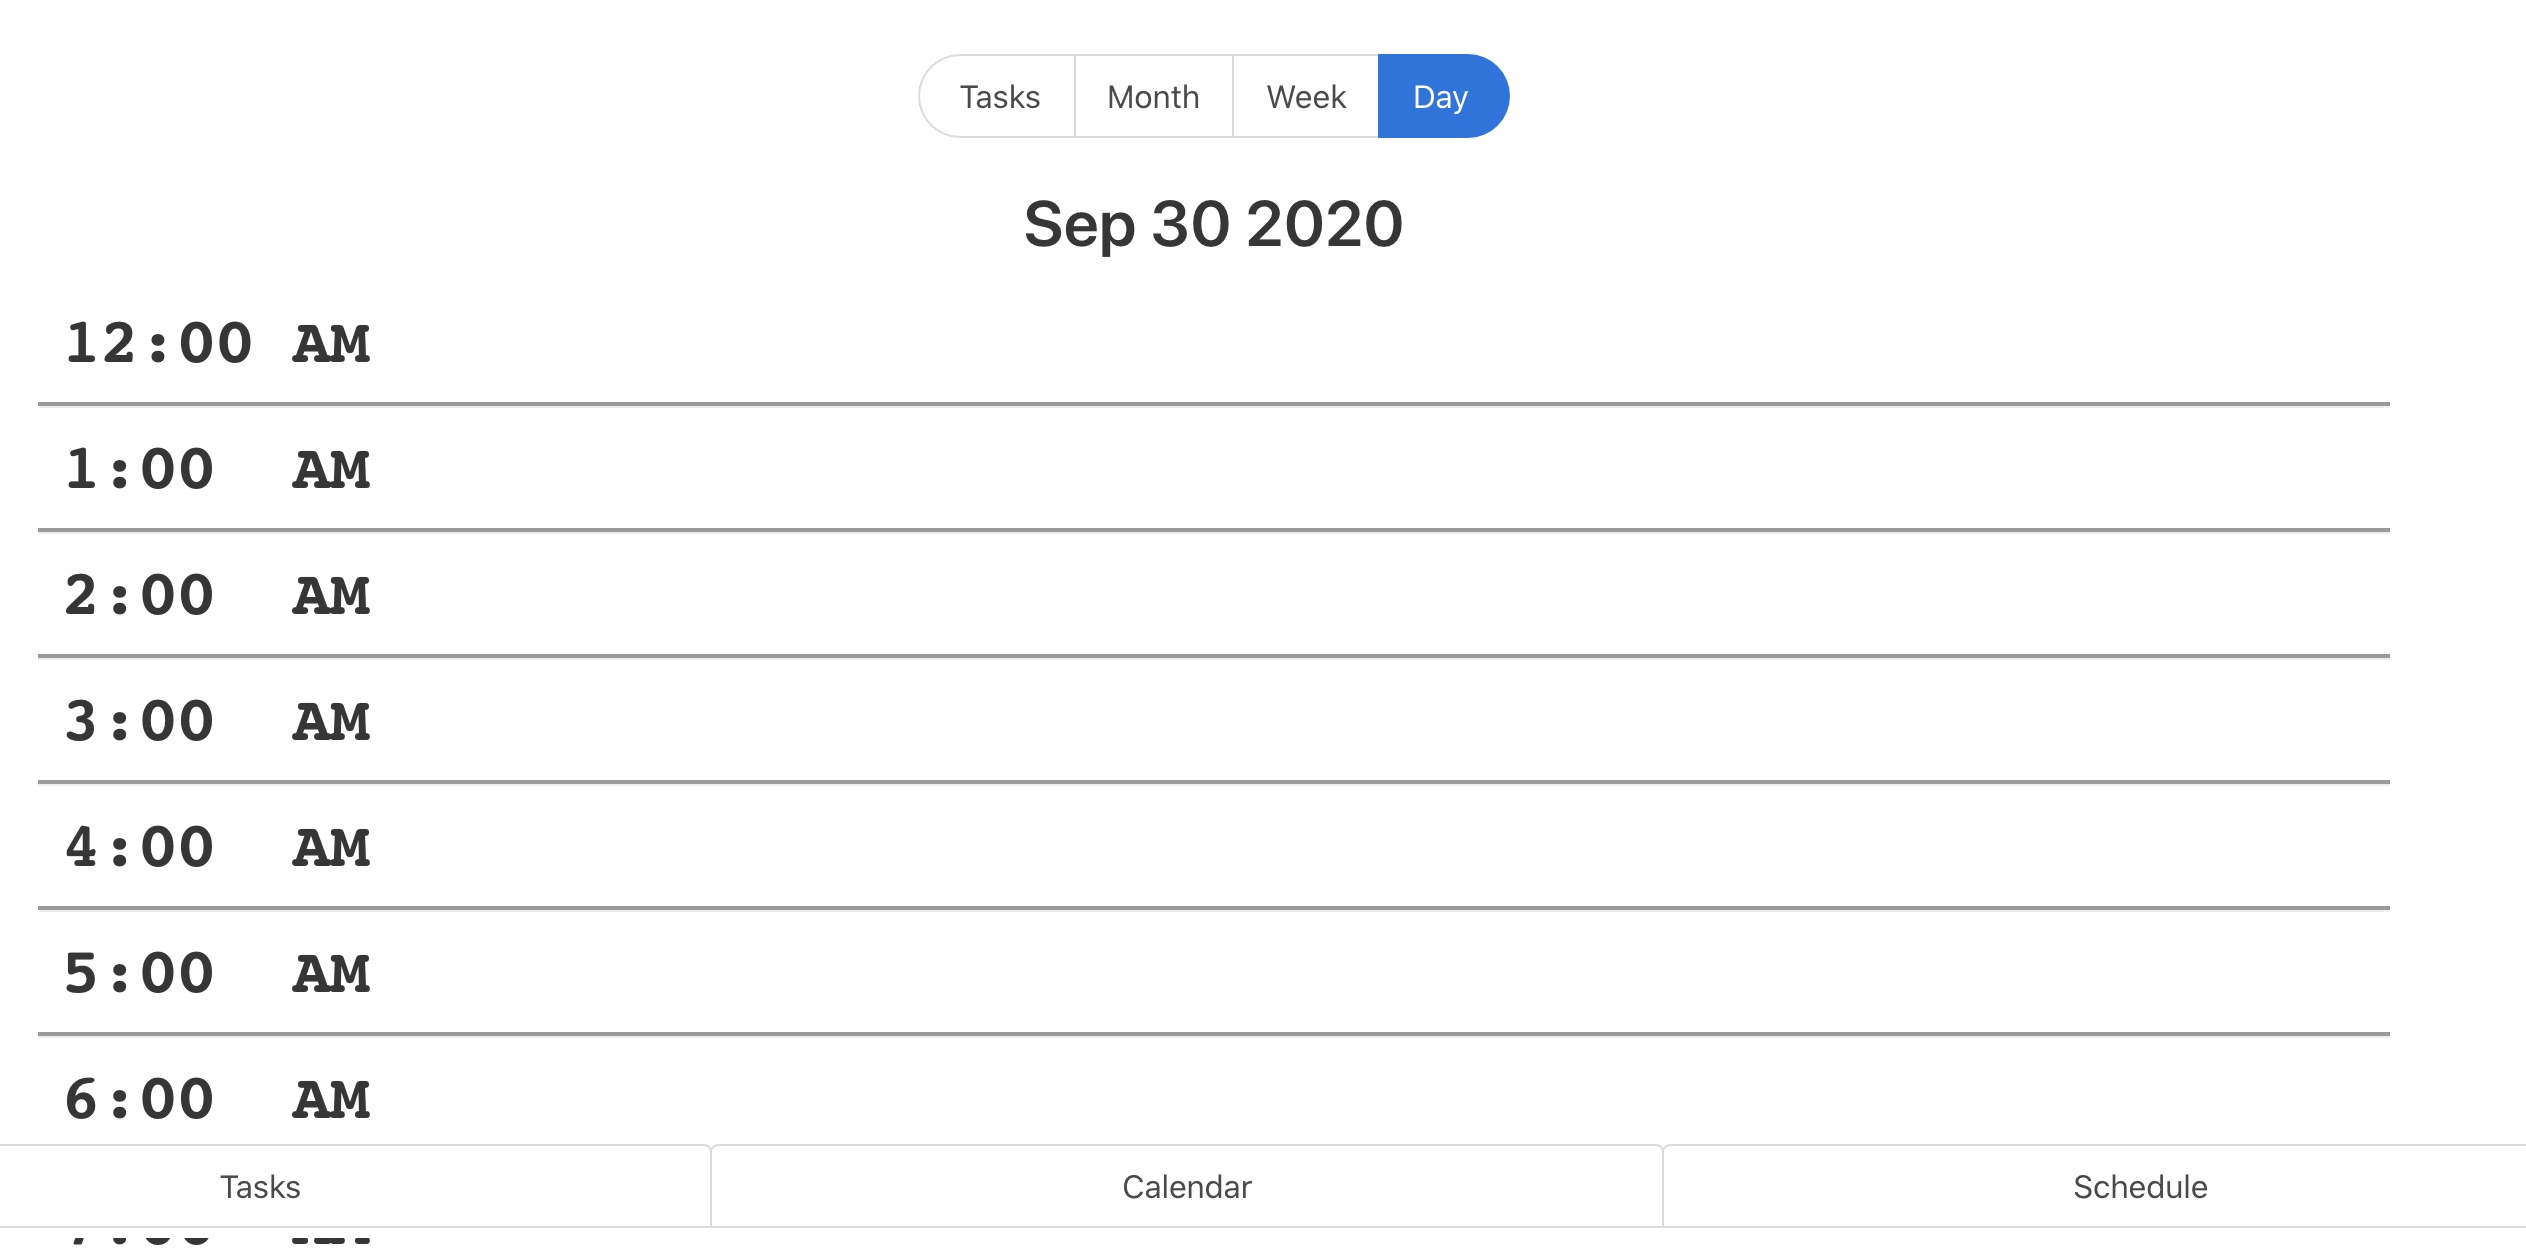 Tasks Month Week Day
Sep 30 2020
12:00 AM
1:00 AM
2:00 AM
3:00 AM
4:00 AM
5:00 AM
6:00 AM
Tasks Calendar Schedule